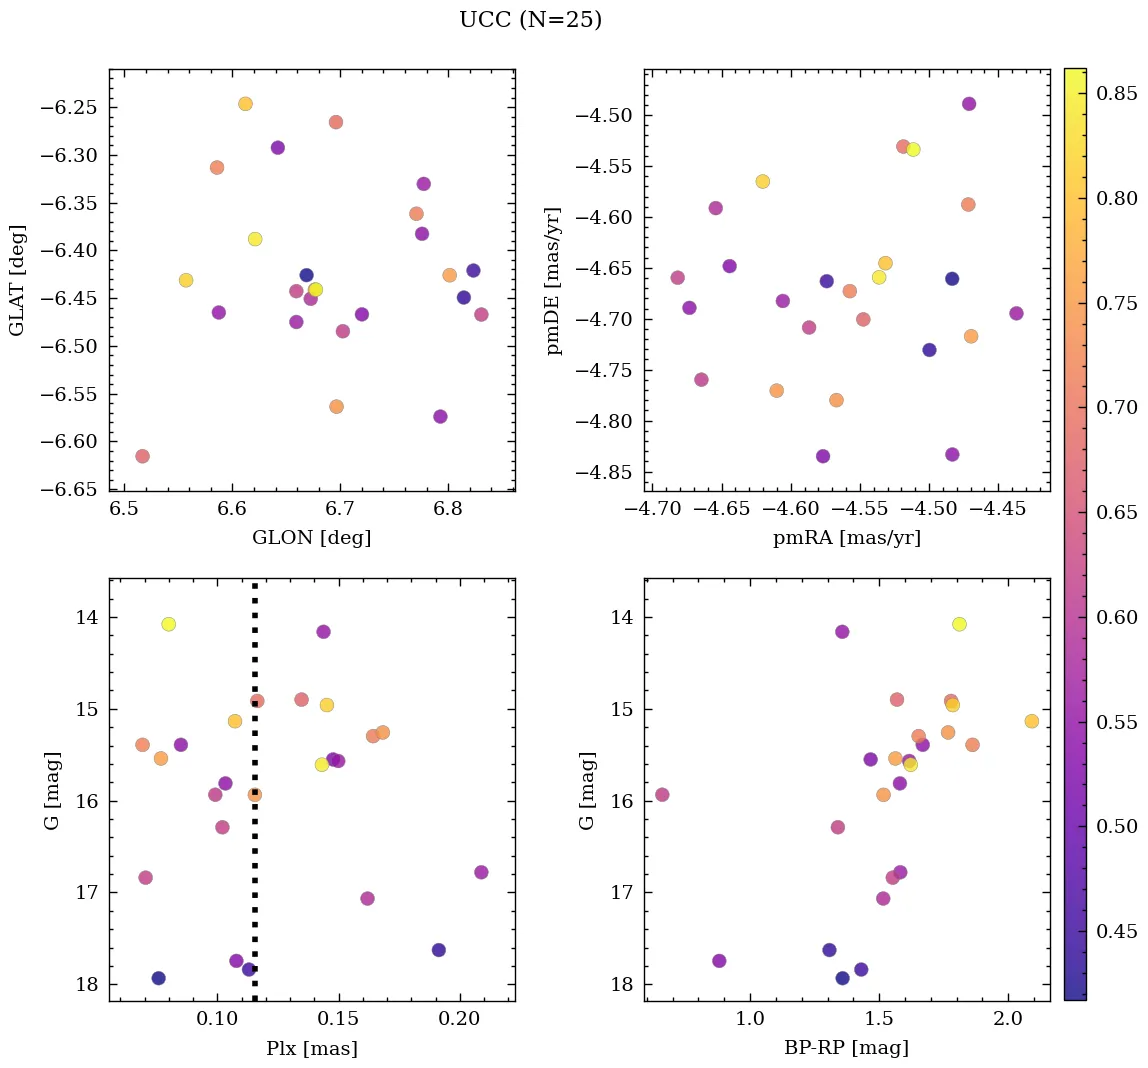 UCC (N=25)
−6.25
−6.30
−6.35
−6.40
−6.45
−6.50
−6.55
−6.60
−6.65
GLAT [deg]
6.5 6.6 6.7 6.8
GLON [deg]
−4.50
−4.55
−4.60
−4.65
−4.70
−4.75
−4.80
−4.85
pmDE [mas/yr]
−4.70 −4.65 −4.60 −4.55 −4.50 −4.45
pmRA [mas/yr]
14
15
16
17
18
G [mag]
0.10 0.15 0.20
Plx [mas]
14
15
16
17
18
G [mag]
1.0 1.5 2.0
BP-RP [mag]
0.85
0.80
0.75
0.70
0.65
0.60
0.55
0.50
0.45